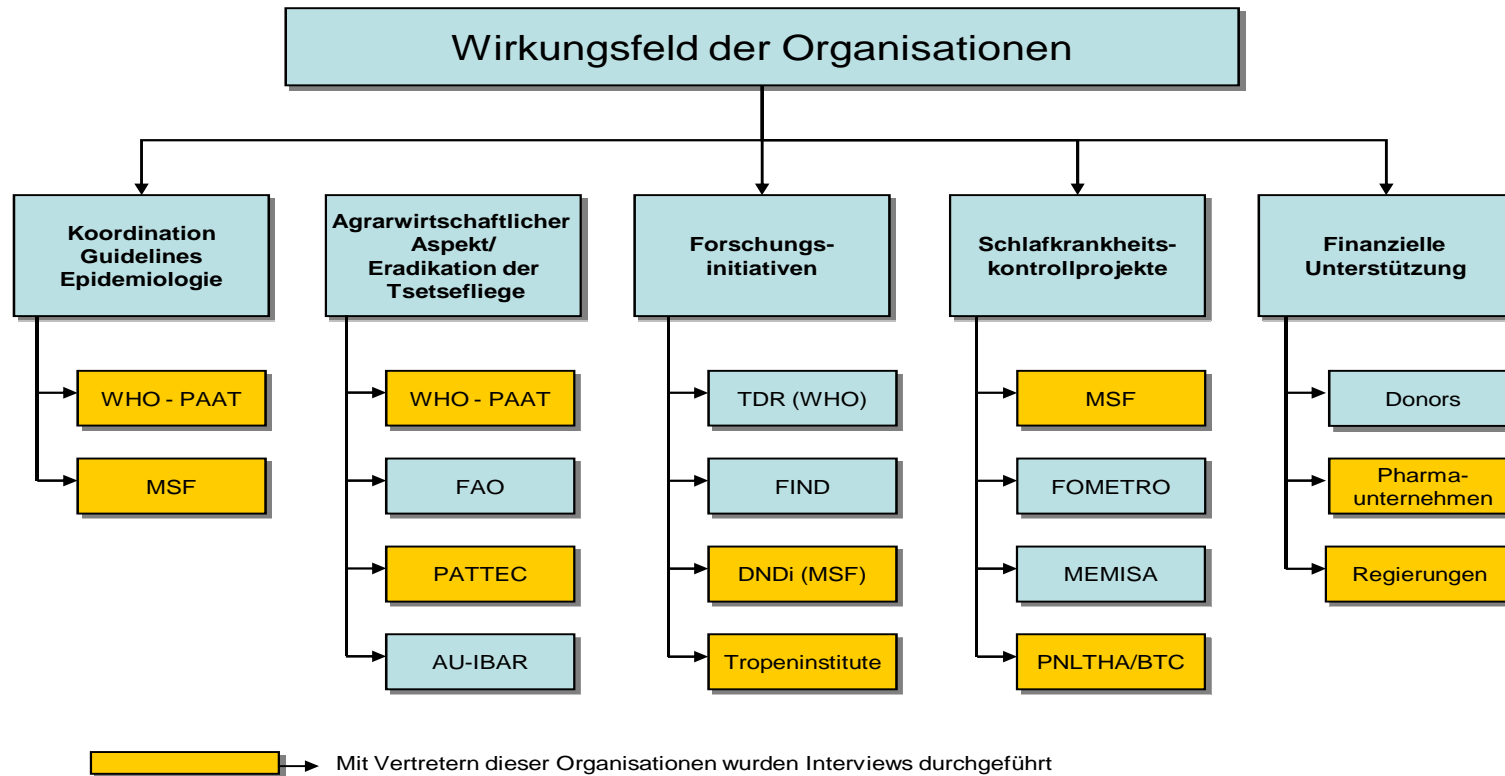 Wirkungsfeld der Organisationen
Koordination
Guidelines
Epidemiologie
WHO - PAAT
MSF
Agrarwirtschaftlicher
Aspekt/
Eradikation der
Tsetsefliege
WHO - PAAT
FAO
PATTEC
AU-IBAR
Forschungs-
initiativen
TDR (WHO)
FIND
DNDi (MSF)
Tropeninstitute
Schlafkrankheits-
kontrollprojekte
MSF
FOMETRO
MEMISA
PNLTHA/BTC
Finanzielle
Unterstützung
Donors
Pharma-
unternehmen
Regierungen
Mit Vertretern dieser Organisationen wurden Interviews durchgeführt